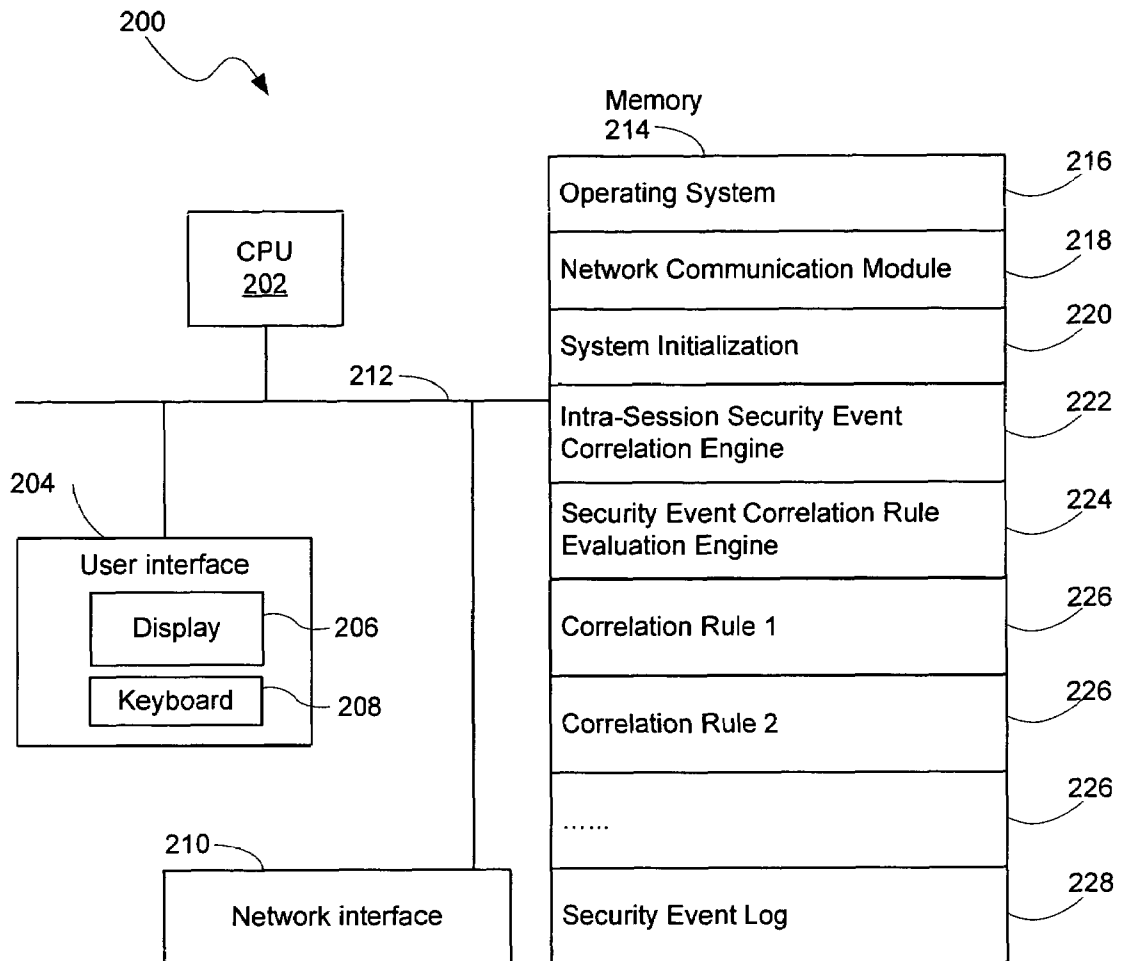 200
Memory
214
Operating System
216
Network Communication Module
218
System Initialization
220
Intra-Session Security Event
Correlation Engine
222
Security Event Correlation Rule
Evaluation Engine
224
Correlation Rule 1
226
Correlation Rule 2
226
......
226
Security Event Log
228
CPU
202
212
204
User interface
Display
206
Keyboard
208
210
Network interface